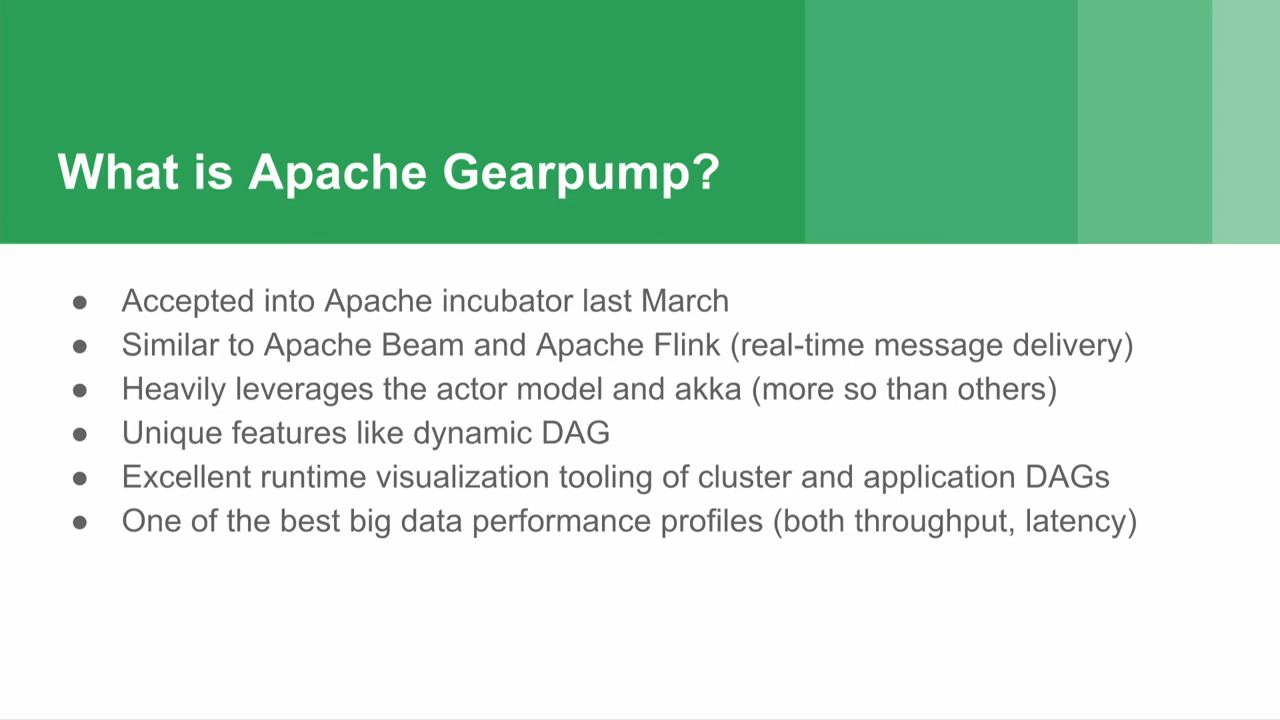 What is Apache Gearpump?
● Accepted into Apache incubator last March
● Similar to Apache Beam and Apache Flink (real-time message delivery)
● Heavily leverages the actor model and akka (more so than others)
● Unique features like dynamic DAG
● Excellent runtime visualization tooling of cluster and application DAGs
● One of the best big data performance profiles (both throughput, latency)